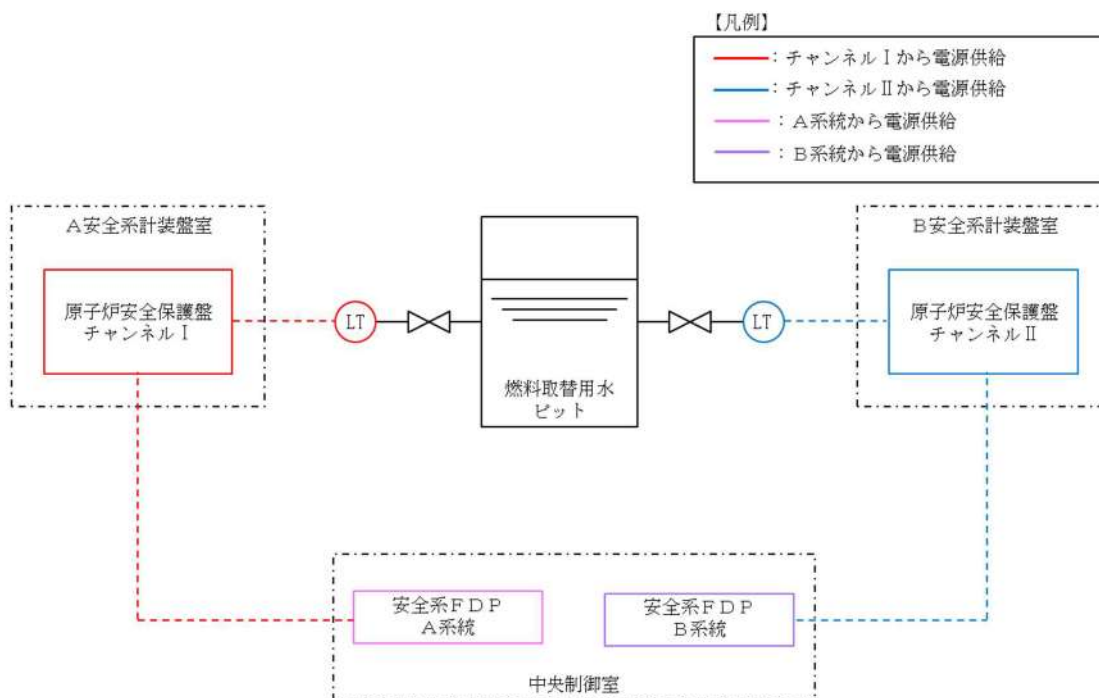 【凡例】
：チャンネルⅠから電源供給
：チャンネルⅡから電源供給
：Ａ系統から電源供給
：Ｂ系統から電源供給
Ａ安全系計装盤室
原子炉安全保護盤
チャンネルⅠ
LT
燃料取替用水
ピット
LT
Ｂ安全系計装盤室
原子炉安全保護盤
チャンネルⅡ
安全系ＦＤＰ
Ａ系統
安全系ＦＤＰ
Ｂ系統
中央制御室